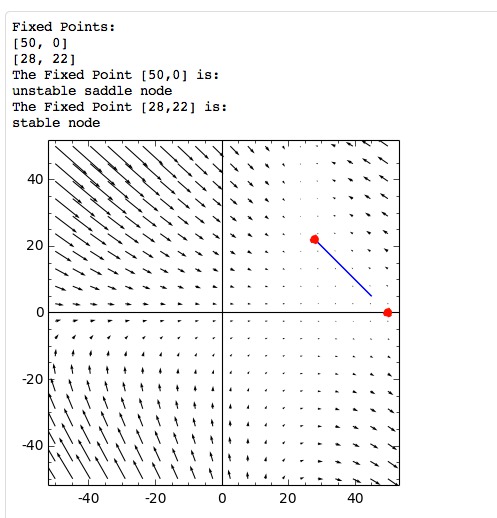 Fixed Points:
[50, 0]
[28, 22]
The Fixed Point [50,0] is:
unstable saddle node
The Fixed Point [28,22] is:
stable node
40
20
0
-20
-40
-40 -20 0 20 40